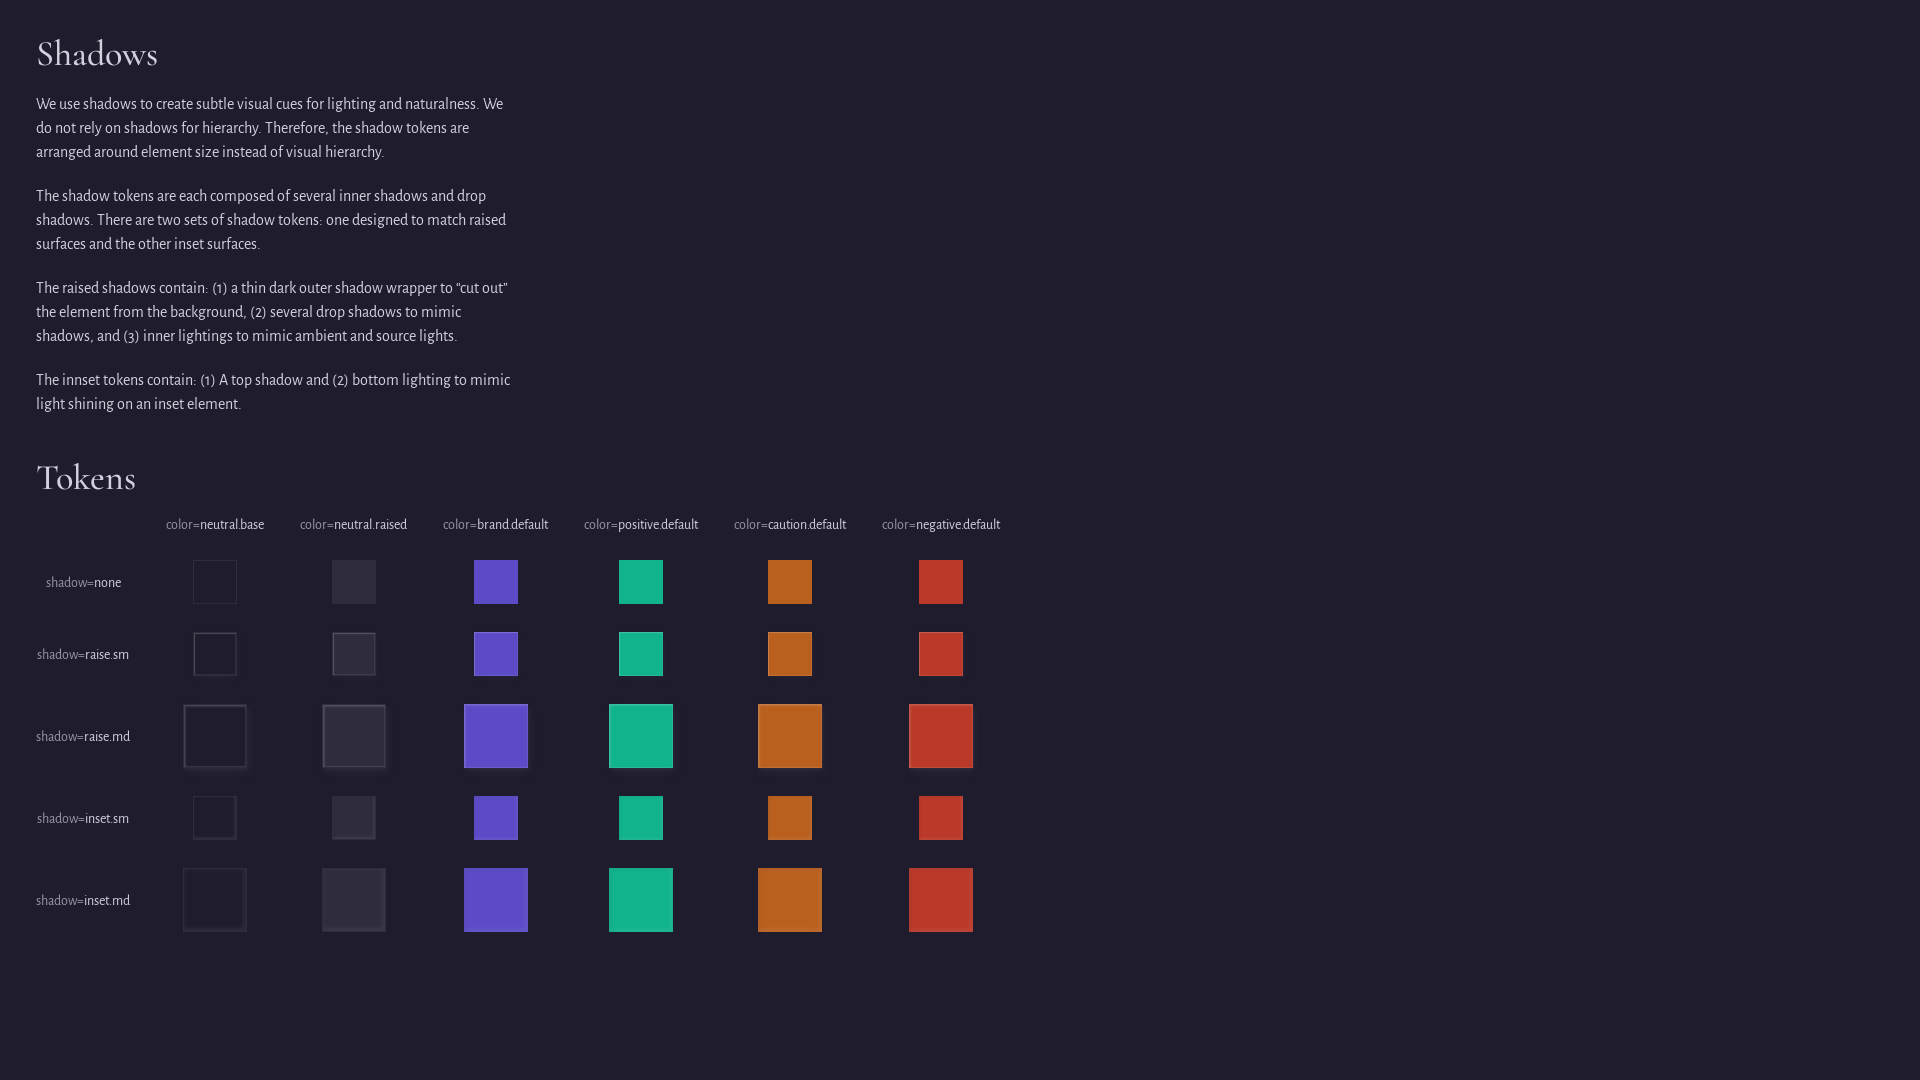 Shadows
We use shadows to create subtle visual cues for lighting and naturalness. We
do not rely on shadows for hierarchy. Therefore, the shadow tokens are
arranged around element size instead of visual hierarchy.
The shadow tokens are each composed of several inner shadows and drop
shadows. There are two sets of shadow tokens: one designed to match raised
surfaces and the other inset surfaces.
The raised shadows contain: (1) a thin dark outer shadow wrapper to “cut out”
the element from the background, (2) several drop shadows to mimic
shadows, and (3) inner lightings to mimic ambient and source lights.
The innset tokens contain: (1) A top shadow and (2) bottom lighting to mimic
light shining on an inset element.
Tokens
color=neutral.base color=neutral.raised color=brand.default color=positive.default color=caution.default color=negative.default
shadow=none
shadow=raise.sm
shadow=raise.md
shadow=inset.sm
shadow=inset.md